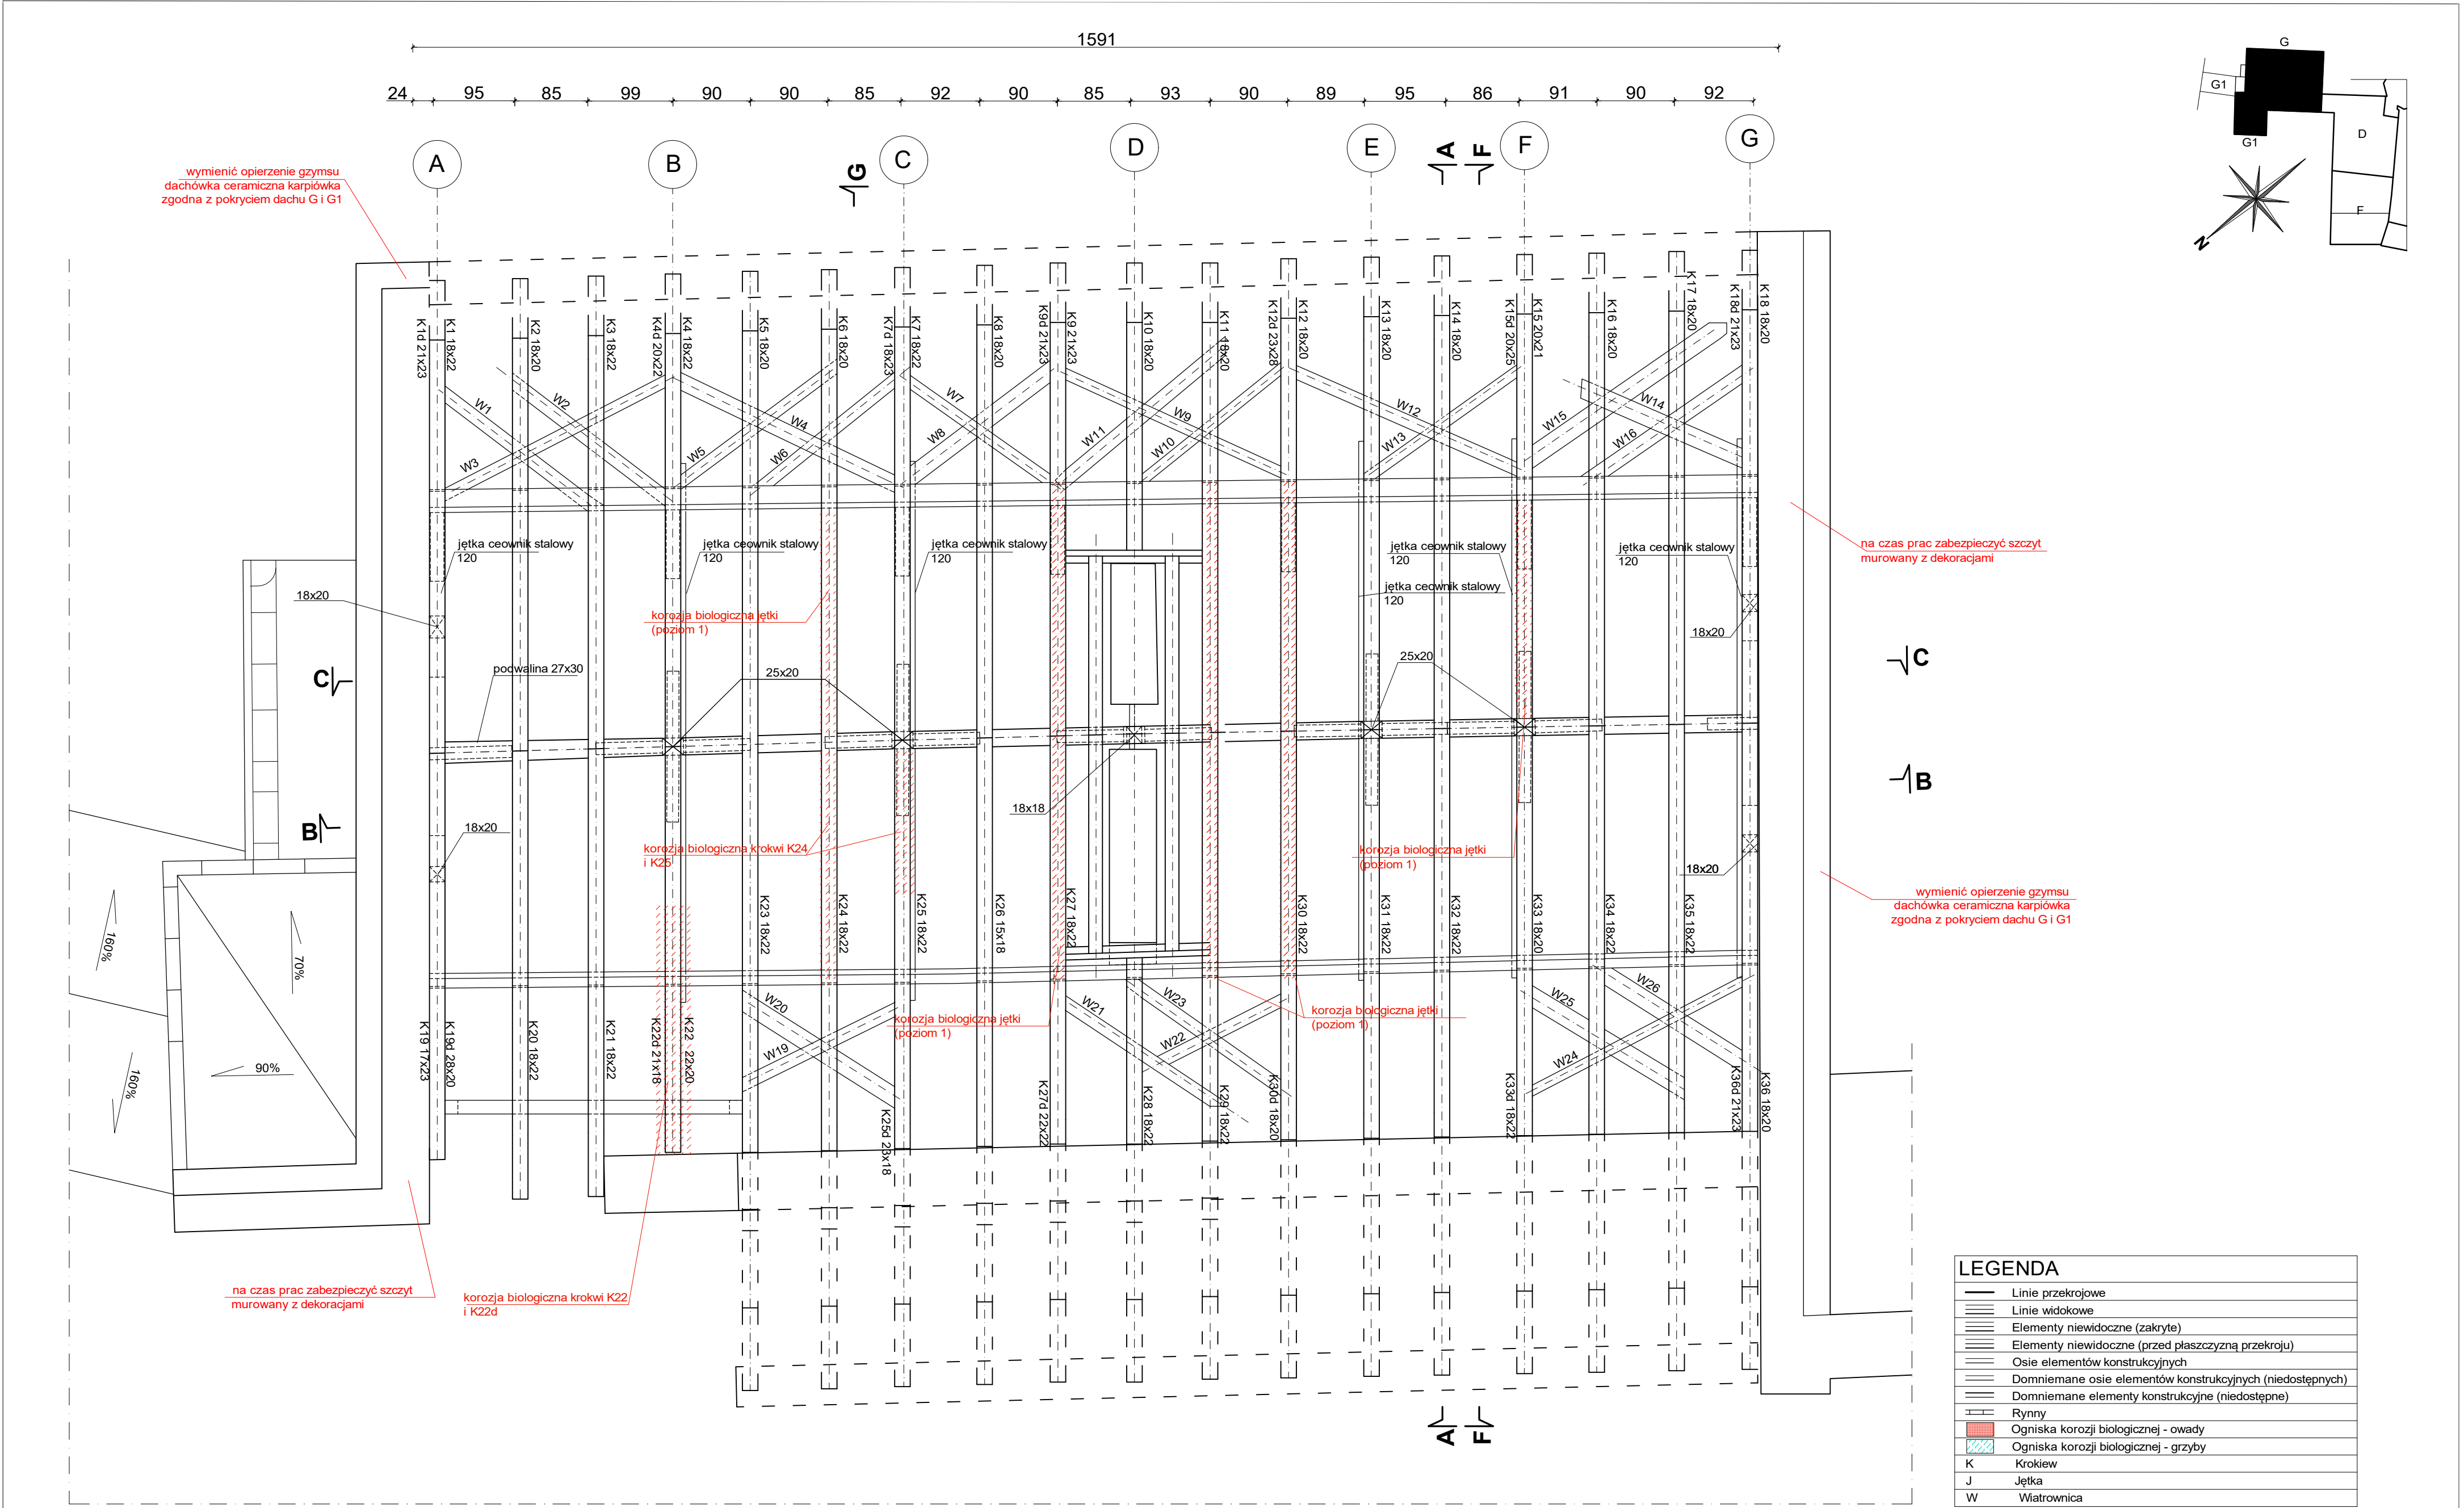 1591
24 95 85 99 90 90 85 92 90 85 93 90 89 95 86 91 90 92
A B C D E F G
G
A F
G
G1
G1
D
F
N
wymienić opierzenie gzymsu
dachówka ceramiczna karpiówka
zgodna z pokryciem dachu G i G1
K1d 21x23
K1 18x22
K2 18x20
K3 18x22
K4d 20x22
K4 18x22
K5 18x20
K6 18x20
K7d 18x23
K7 18x22
K8 18x20
K9d 21x23
K9 21x23
K10 18x20
K11 18x20
K12d 23x28
K12 18x20
K13 18x20
K14 18x20
K15d 20x25
K15 20x21
K16 18x20
K17 18x20
K18d 21x23
K18 18x20
W1
W2
W3
W4
W5
W6
W7
W8
W9
W10
W11
W12
W13
W14
W15
W16
jętka ceownik stalowy
120
jętka ceownik stalowy
120
jętka ceownik stalowy
120
jętka ceownik stalowy
120
jętka ceownik stalowy
120
jętka ceownik stalowy
120
na czas prac zabezpieczyć szczyt
murowany z dekoracjami
18x20
korozja biologiczna jętki
(poziom 1)
18x20
podwalina 27x30
25x20
25x20
C
C
B
B
18x20
18x18
18x20
korozja biologiczna krokwi K24
i K25
korozja biologiczna jętki
(poziom 1)
wymienić opierzenie gzymsu
dachówka ceramiczna karpiówka
zgodna z pokryciem dachu G i G1
160%
70%
160%
90%
K19 17x23
K19d 28x20
K20 18x22
K21 18x22
K22d 21x18
K22 22x20
K23 18x22
K24 18x22
K25 18x22
K25d 23x18
K26 15x18
K27 18x22
K27d 22x22
K28 18x22
K29 18x22
K30 18x22
K30d 18x20
K31 18x22
K32 18x22
K33 18x20
K33d 18x22
K34 18x22
K35 18x22
K36d 21x23
K36 18x20
W19
W20
W21
W22
W23
W24
W25
W26
korozja biologiczna jętki
(poziom 1)
korozja biologiczna jętki
(poziom 1)
na czas prac zabezpieczyć szczyt
murowany z dekoracjami
korozja biologiczna krokwi K22
i K22d
A F
LEGENDA
Linie przekrojowe
Linie widokowe
Elementy niewidoczne (zakryte)
Elementy niewidoczne (przed płaszczyzną przekroju)
Osie elementów konstrukcyjnych
Domniemane osie elementów konstrukcyjnych (niedostępnych)
Domniemane elementy konstrukcyjne (niedostępne)
Rynny
Ogniska korozji biologicznej - owady
Ogniska korozji biologicznej - grzyby
K Krokiew
J Jętka
W Wiatrownica